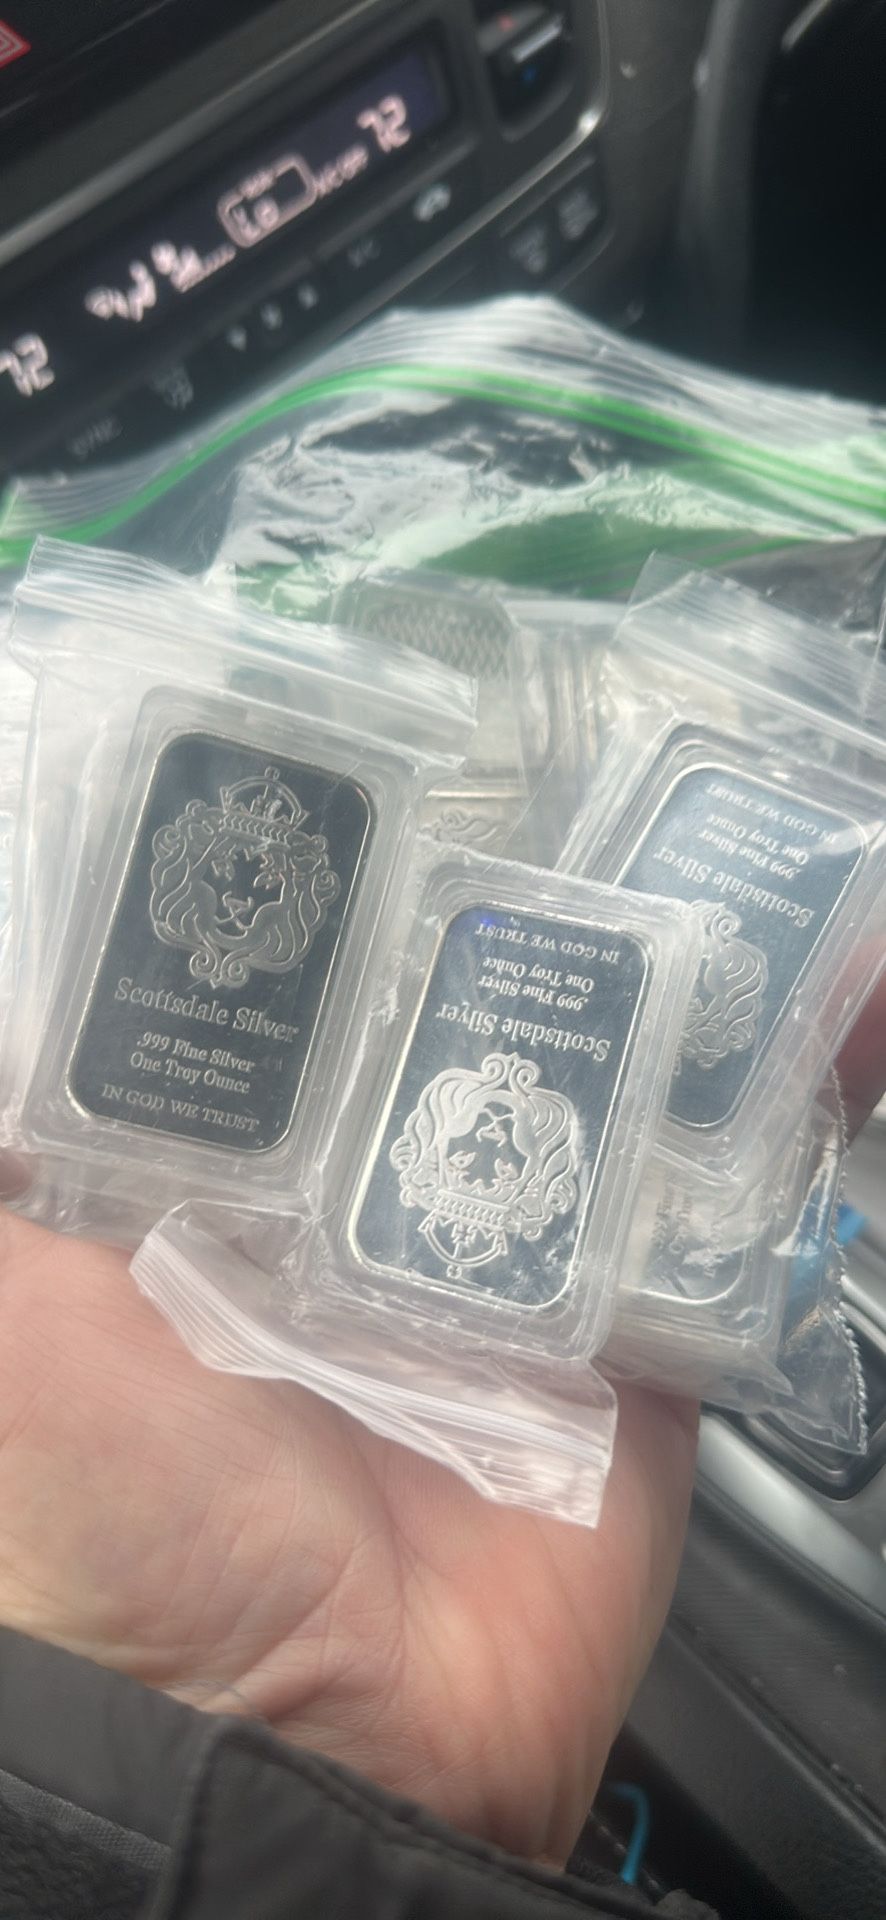 72
Lo
72
SYNC
Scottsdale Silver
.999 Fine Silver
One Troy Ounce
IN GOD WE TRUST
Scottsdale Silver
.999 Fine Silver
One Troy Ounce
IN GOD WE TRUST
Scottsdale Silver
.999 Fine Silver
One Troy Ounce
IN GOD WE TRUST